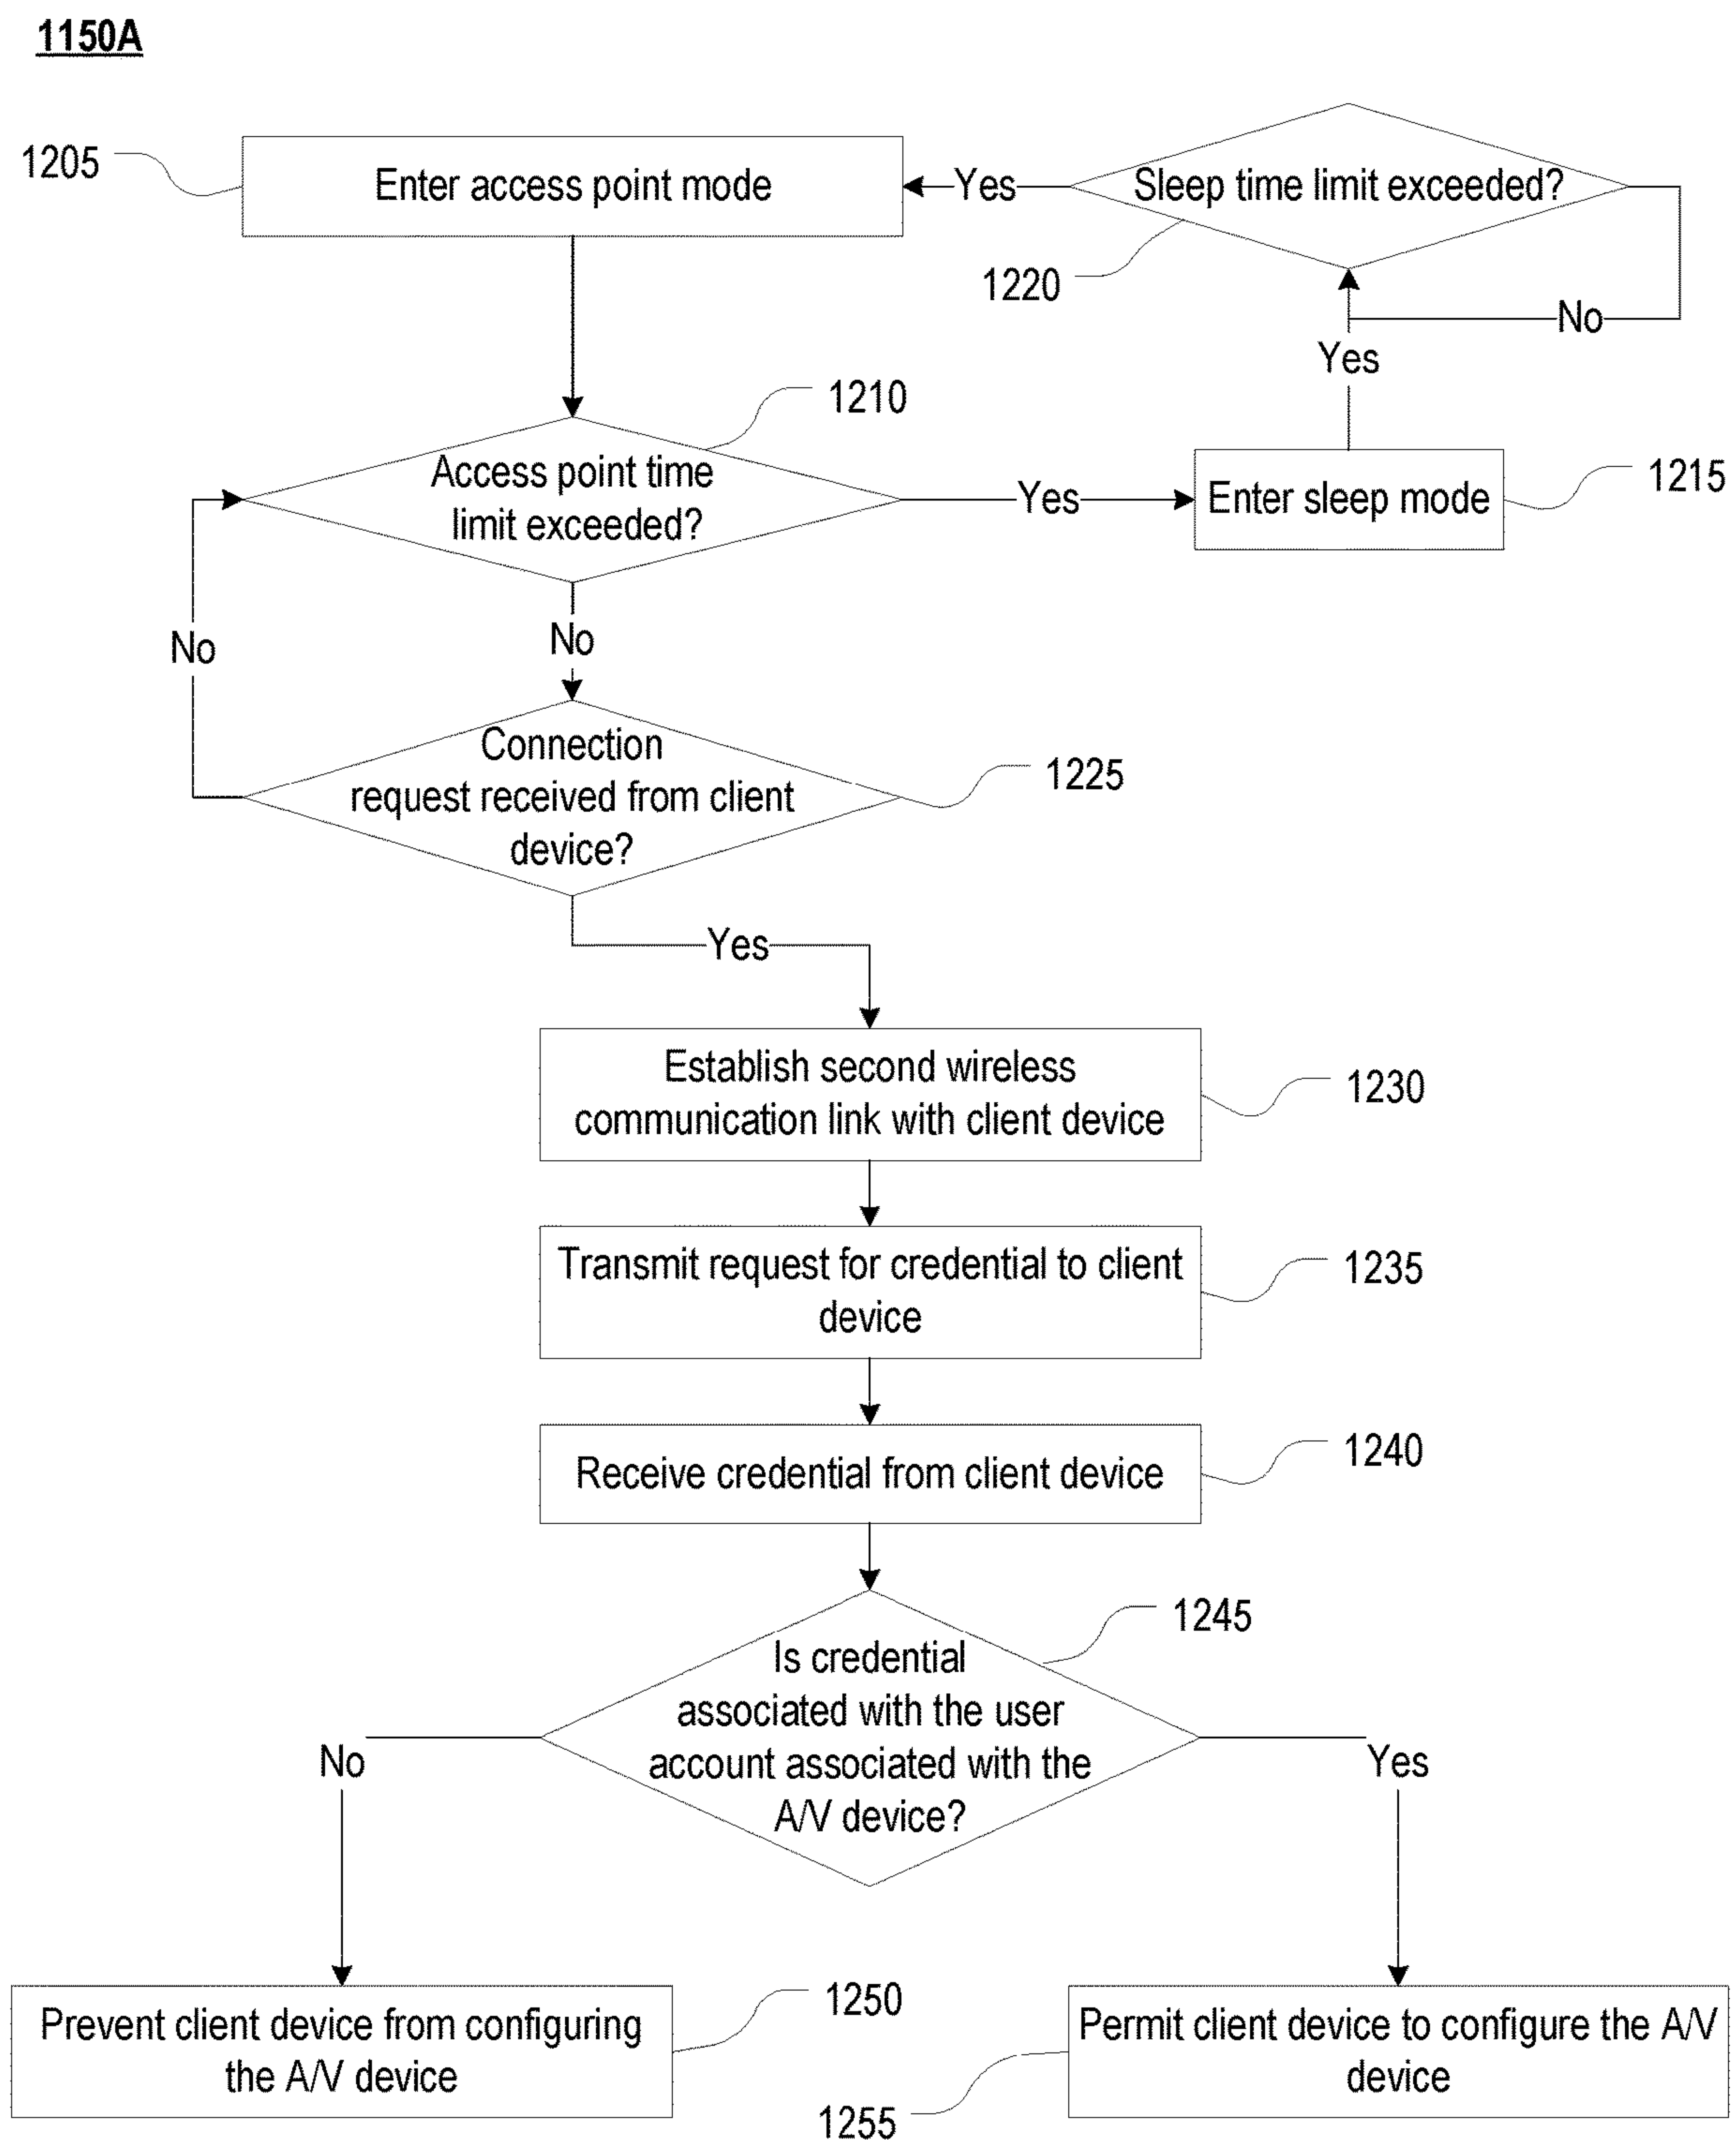 1150A
1205
Enter access point mode
Yes
Sleep time limit exceeded?
1220
No
Yes
1210
Access point time
limit exceeded?
Yes
Enter sleep mode
1215
No
No
Connection
request received from client
device?
1225
Yes
Establish second wireless
communication link with client device
1230
Transmit request for credential to client
device
1235
Receive credential from client device
1240
1245
Is credential
associated with the user
account associated with the
A/V device?
No
Yes
Prevent client device from configuring
the A/V device
1250
Permit client device to configure the A/V
device
1255